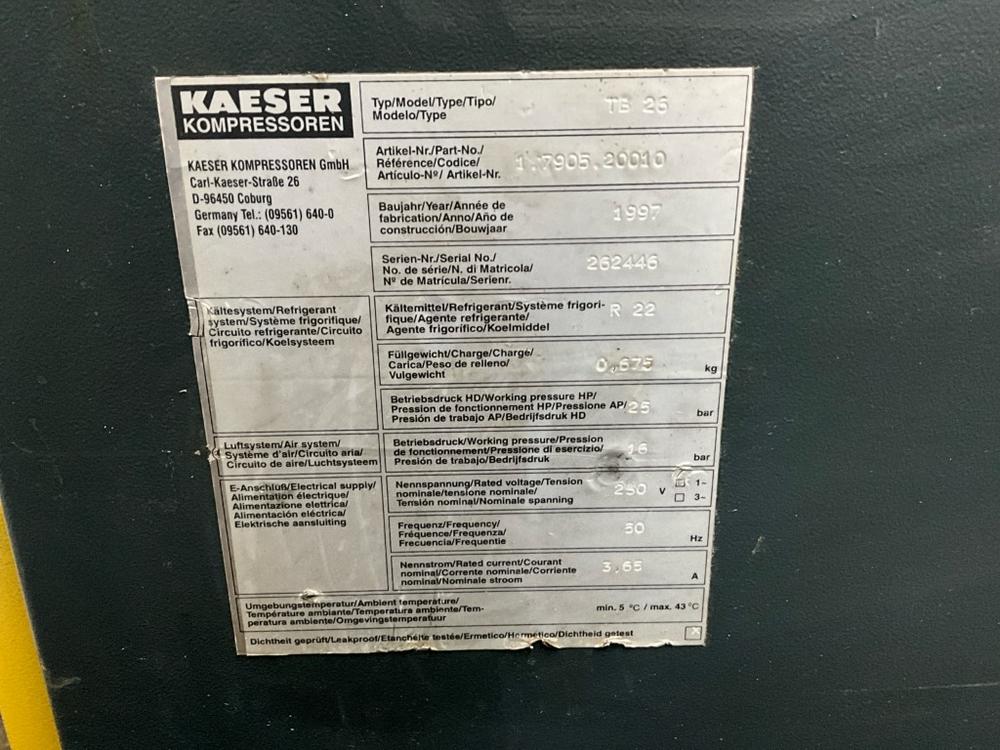 KAESER
KOMPRESSOREN
KAESER KOMPRESSOREN GmbH
Carl-Kaeser-Straße 26
D-96450 Coburg
Germany Tel.: (09561) 640-0
Fax (09561) 640-130
Typ/Model/Type/Tipo/
Modelo/Type
TB 26
Artikel-Nr./Part-No./
Référence/Codice/
Artículo-Nº/ Artikel-Nr.
1.7905.20010
Baujahr/Year/Année de
fabrication/Anno/Año de
construcción/Bouwjaar
1997
Serien-Nr./Serial No./
No. de série/N. di Matricola/
Nº de Matrícula/Serienr.
262446
Kältesystem/Refrigerant
system/Système frigorifique/
Circuito refrigerante/Circuito
frigorífico/Koelsysteem
Kältemittel/Refrigerant/Système frigori-
fique/Agente refrigerante/
Agente frigorífico/Koelmiddel
R 22
Füllgewicht/Charge/Charge/
Carica/Peso de relleno/
Vulgewicht
0,675
kg
Betriebsdruck HD/Working pressure HP/
Pression de fonctionnement HP/Pressione AP/
Presión de trabajo AP/Bedrijfsdruk HD
25
bar
Luftsystem/Air system/
Système d'air/Circuito aria/
Circuito de aire/Luchtsysteem
Betriebsdruck/Working pressure/Pression
de fonctionnement/Pressione di esercizio/
Presión de trabajo/Bedrijfsdruk
16
bar
E-Anschluß/Electrical supply/
Alimentation électrique/
Alimentazione elettrica/
Alimentación eléctrica/
Elektrische aansluiting
Nennspannung/Rated voltage/Tension
nominale/tensione nominale/
Tensión nominal/Nominale spanning
230
V
1~
3~
Frequenz/Frequency/
Fréquence/Frequenza/
Frecuencia/Frequentie
50
Hz
Nennstrom/Rated current/Courant
nominal/Corrente nominale/Corriente
nominal/Nominale stroom
3,65
A
Umgebungstemperatur/Ambient temperature/
Température ambiante/Temperatura ambiente/Tem-
peratura ambiente/Omgevingstemperatuur
min. 5 °C / max. 43 °C
Dichtheit geprüft/Leakproof/Etanchéité testée/Ermetico/Hermetico/Dichtheid getest
X